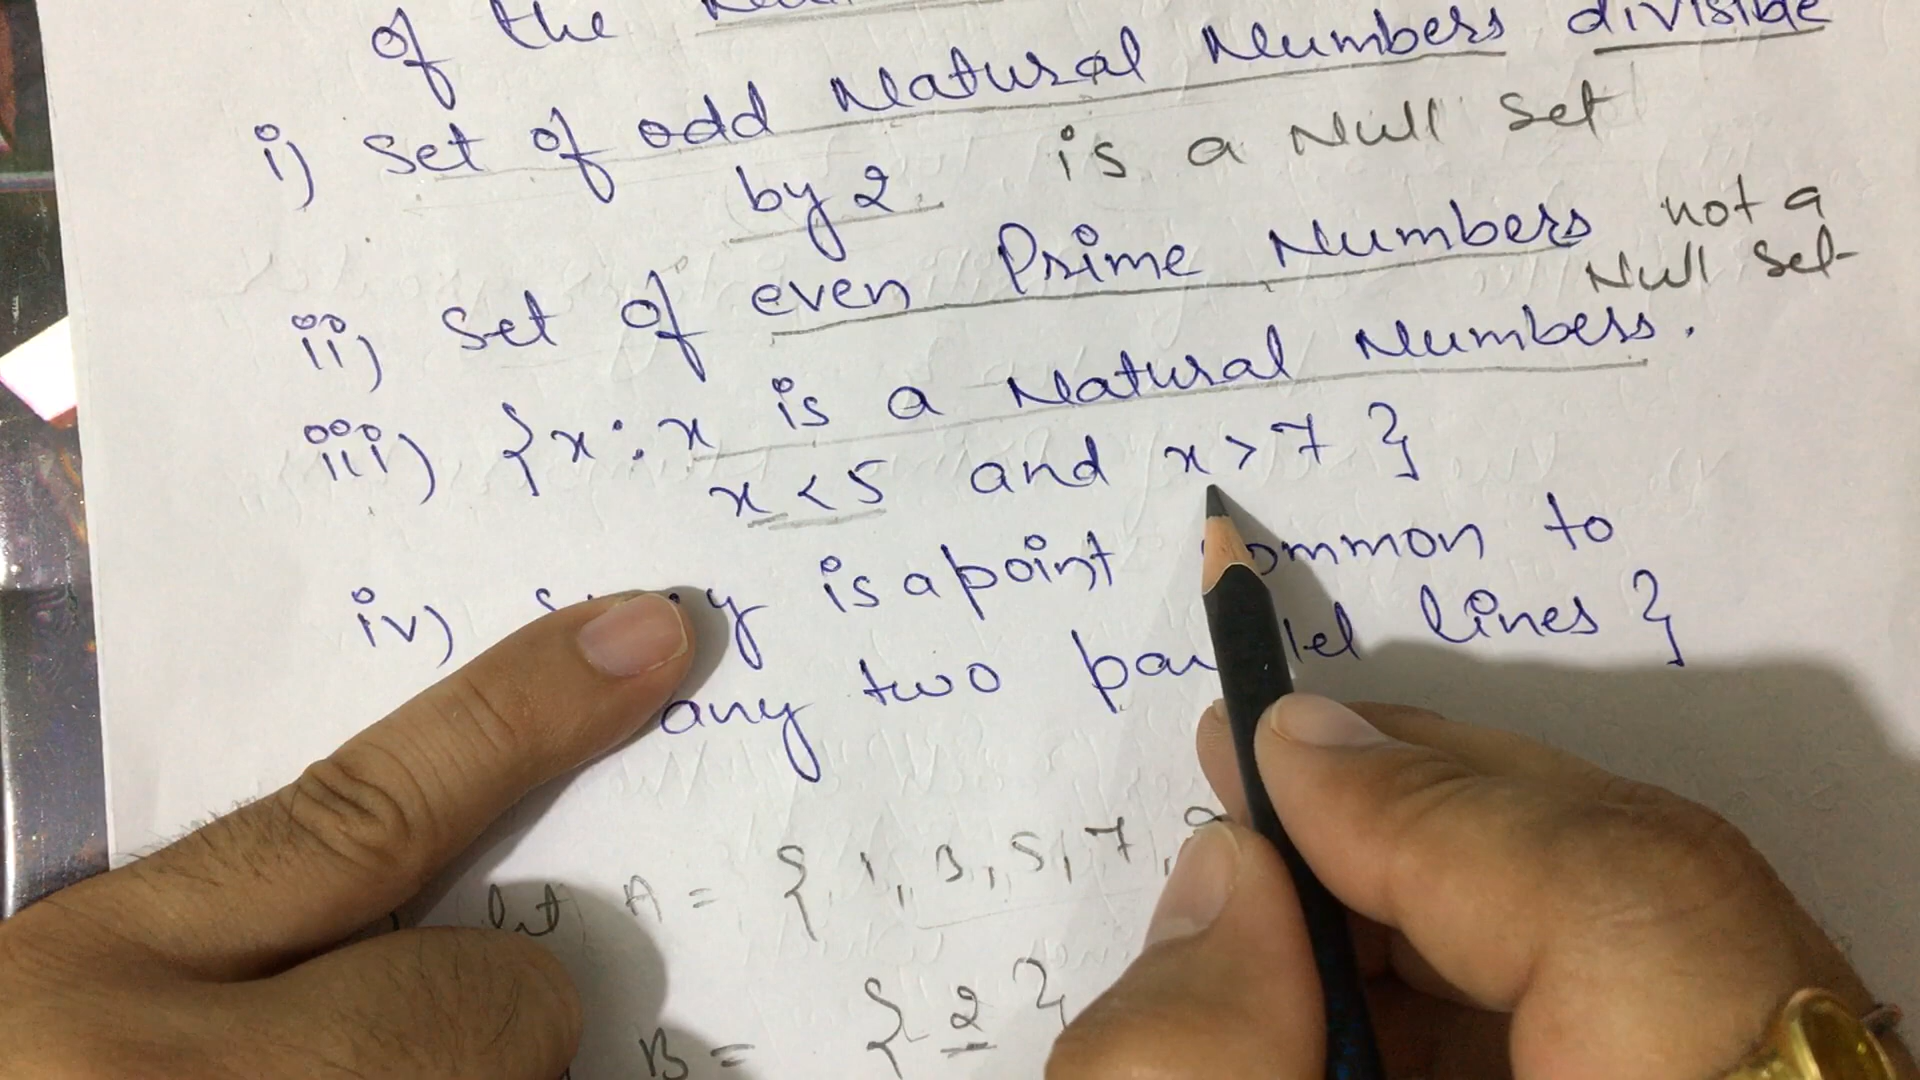 of the
i) Set of odd Natural Numbers divisible
by 2. is a Null Set
ii) Set of even Prime Numbers not a
Null Set
iii) {x : x is a Natural Numbers.
x < 5 and x > 7 }
iv) y is a point common to
any two parallel lines }
let A = { 1, 3, 5, 7,
B = { 2 }